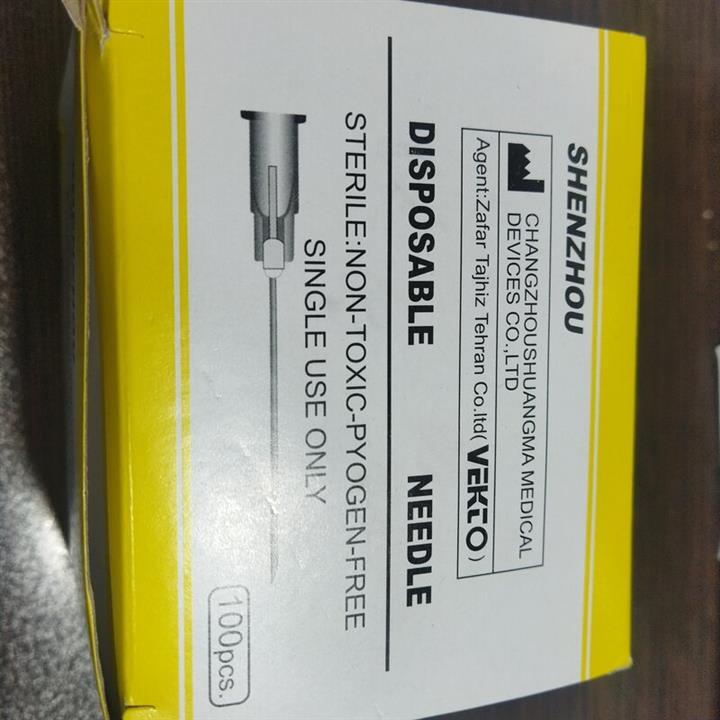 SHENZHOU
CHANGZHOUSHUANGMA MEDICAL
DEVICES CO.,LTD
Agent:Zafar Tajhiz Tehran Co.ltd( VEKTO )
DISPOSABLE NEEDLE
STERILE:NON-TOXIC-PYOGEN-FREE
SINGLE USE ONLY
100pcs.